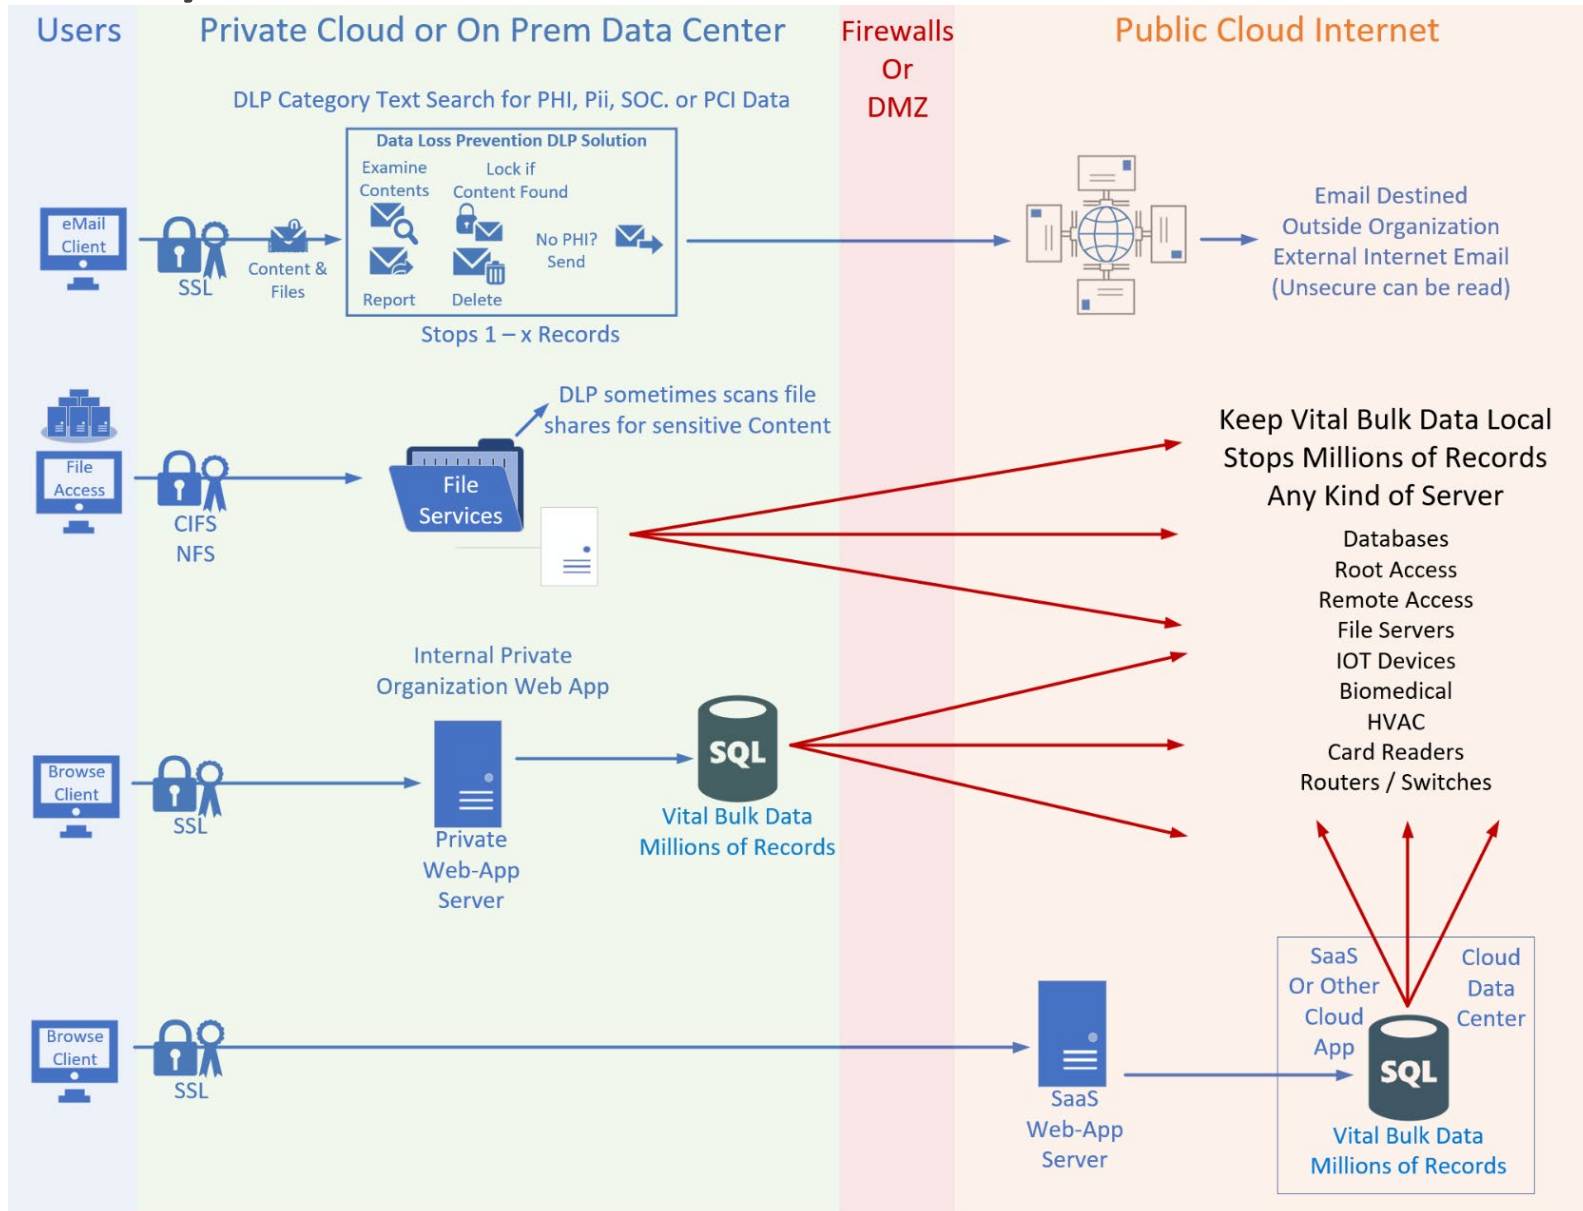 Users
Private Cloud or On Prem Data Center
Firewalls
Or
DMZ
Public Cloud Internet
DLP Category Text Search for PHI, Pii, SOC. or PCI Data
Data Loss Prevention DLP Solution
Examine
Contents
Lock if
Content Found
No PHI?
Send
Report
Delete
Stops 1 – x Records
eMail
Client
SSL
Content &
Files
Email Destined
Outside Organization
External Internet Email
(Unsecure can be read)
DLP sometimes scans file
shares for sensitive Content
File
Access
CIFS
NFS
File
Services
Keep Vital Bulk Data Local
Stops Millions of Records
Any Kind of Server
Databases
Root Access
Remote Access
File Servers
IOT Devices
Biomedical
HVAC
Card Readers
Routers / Switches
Internal Private
Organization Web App
Browse
Client
SSL
Private
Web-App
Server
SQL
Vital Bulk Data
Millions of Records
Browse
Client
SSL
SaaS
Web-App
Server
SaaS
Or Other
Cloud
App
Cloud
Data
Center
SQL
Vital Bulk Data
Millions of Records